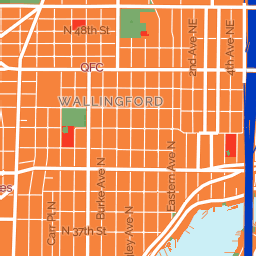 N 48th St
2nd Ave NE
4th Ave NE
QFC
WALLINGFORD
Burke Ave N
Eastern Ave N
Carr Pl N
N 37th St